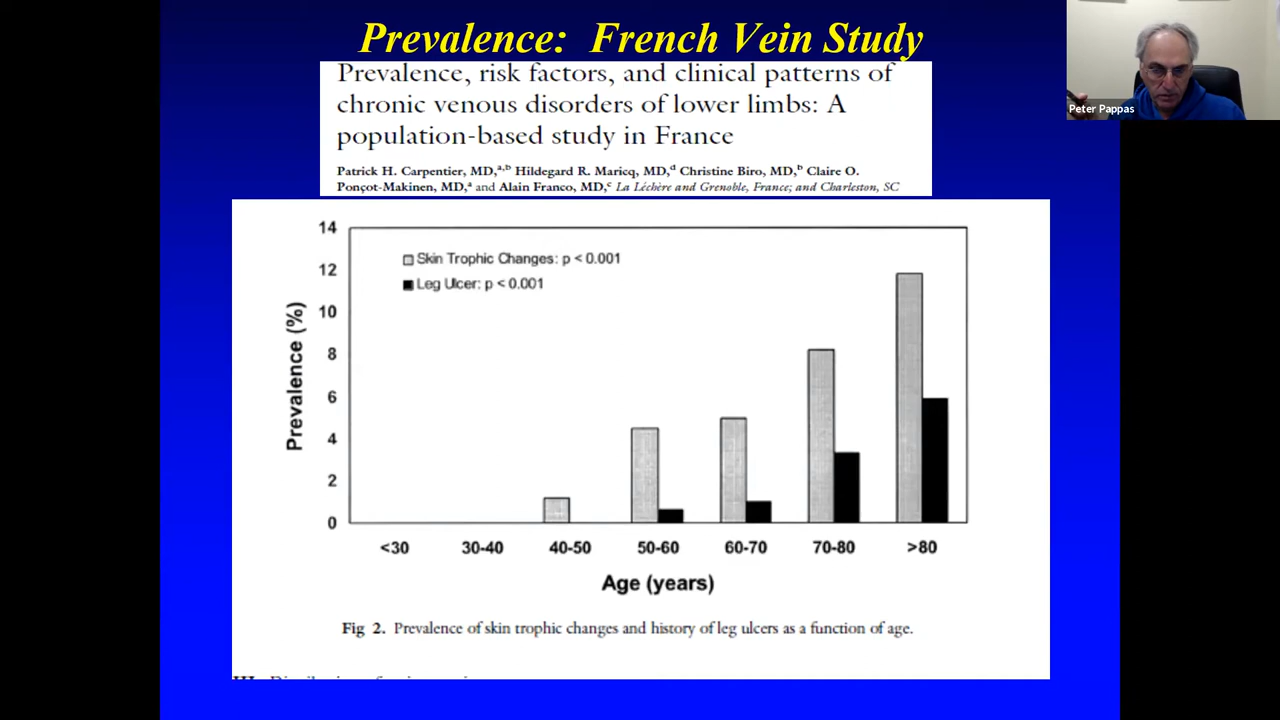 Prevalence: French Vein Study
Peter Pappas
Prevalence, risk factors, and clinical patterns of
chronic venous disorders of lower limbs: A
population-based study in France
Patrick H. Carpentier, MD,a,b Hildegard R. Maricq, MD,d Christine Biro, MD,b Claire O.
Ponçot-Makinen, MD,a and Alain Franco, MD,c La Léchère and Grenoble, France; and Charleston, SC
14
12
10
8
6
4
2
0
Prevalence (%)
Skin Trophic Changes: p < 0.001
Leg Ulcer: p < 0.001
<30 30-40 40-50 50-60 60-70 70-80 >80
Age (years)
Fig 2. Prevalence of skin trophic changes and history of leg ulcers as a function of age.